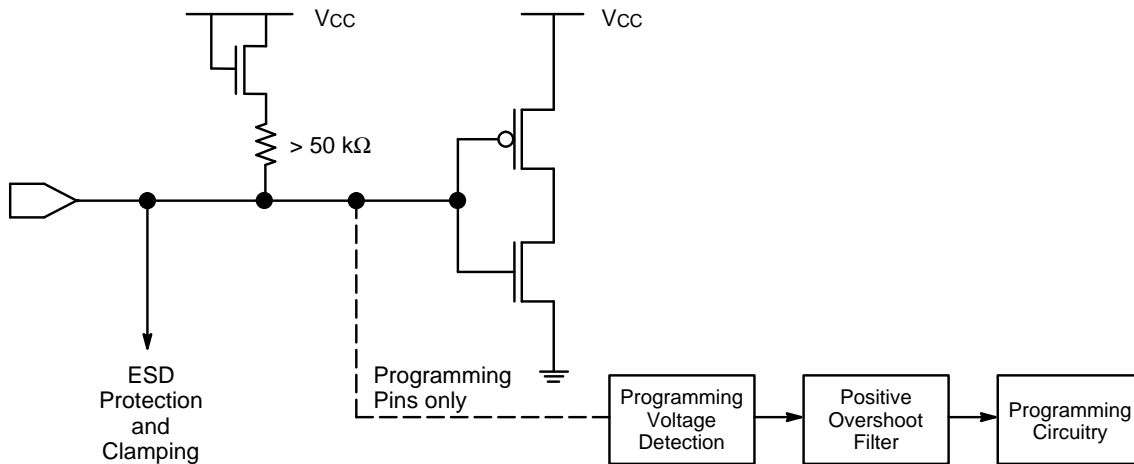 VCC
VCC
> 50 kΩ
ESD
Protection
and
Clamping
Programming
Pins only
Programming
Voltage
Detection
Positive
Overshoot
Filter
Programming
Circuitry